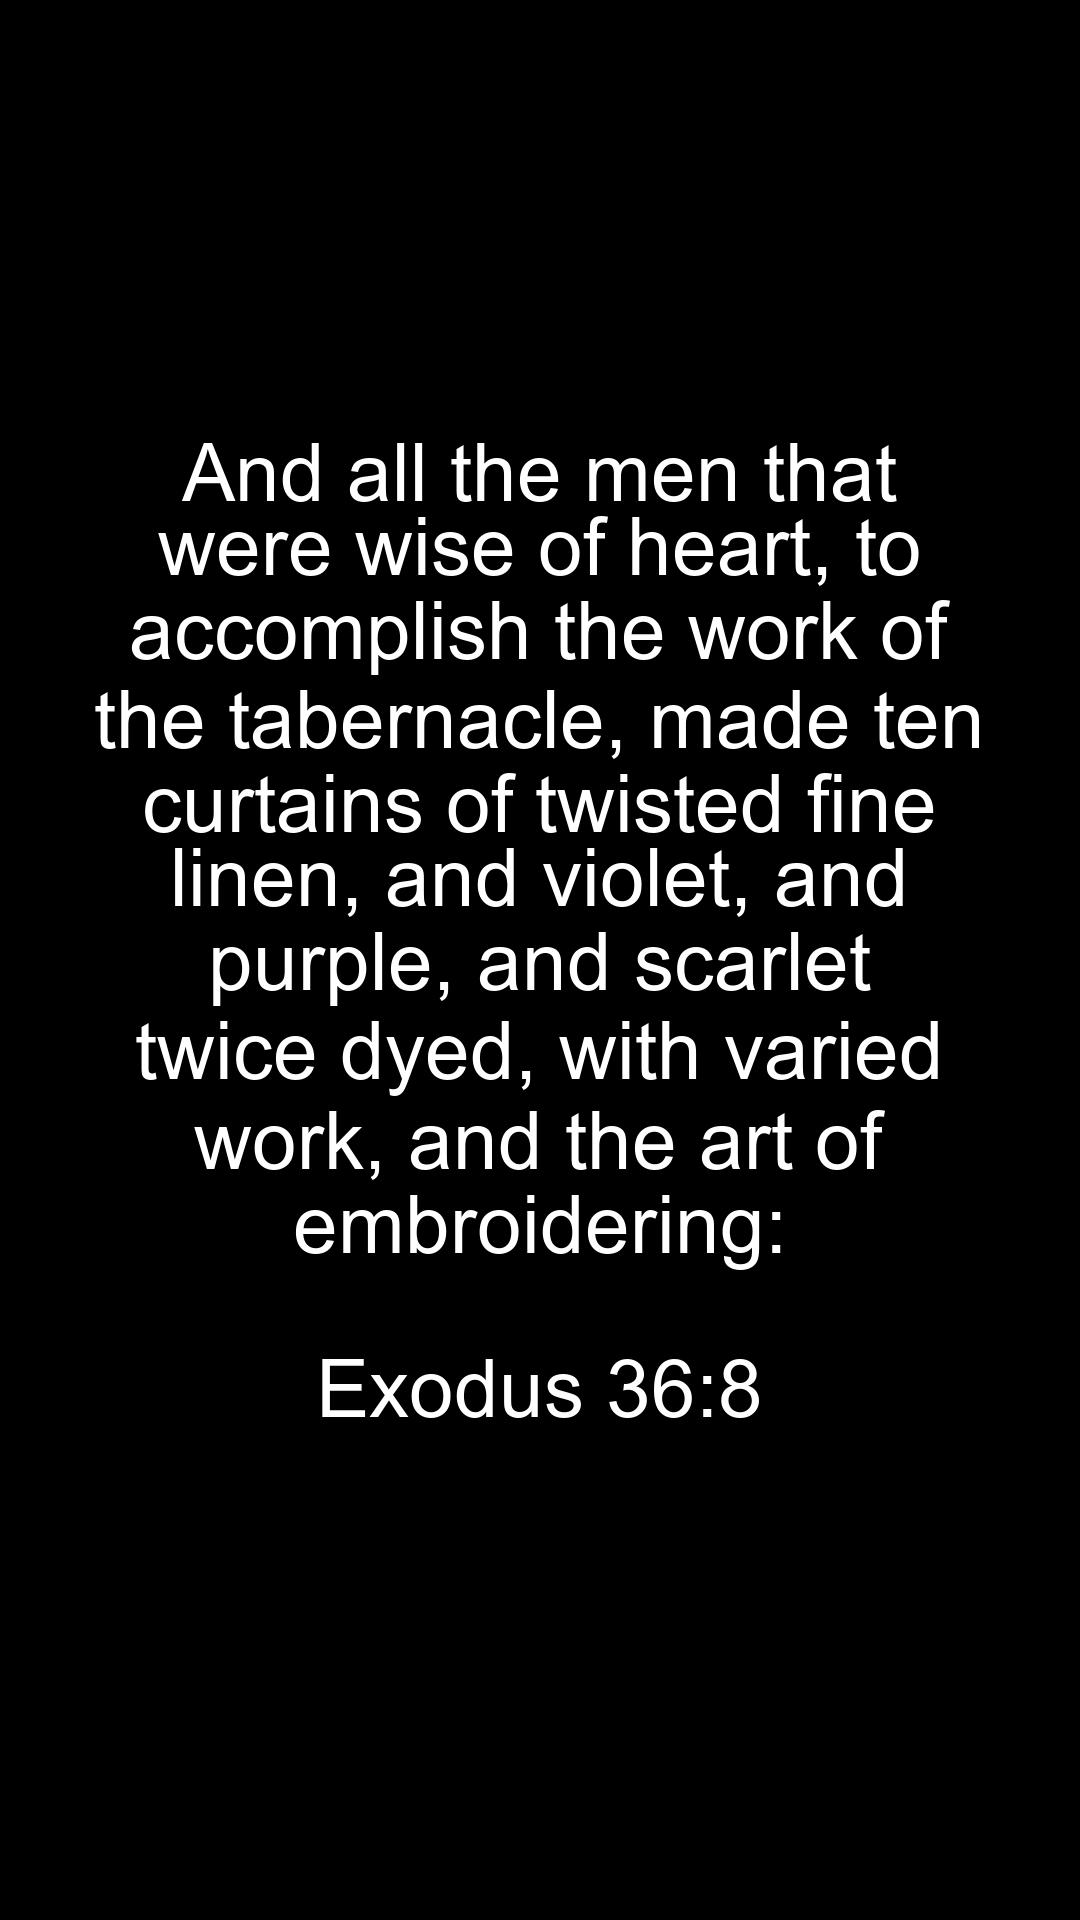 And all the men that
were wise of heart, to
accomplish the work of
the tabernacle, made ten
curtains of twisted fine
linen, and violet, and
purple, and scarlet
twice dyed, with varied
work, and the art of
embroidering:
Exodus 36:8